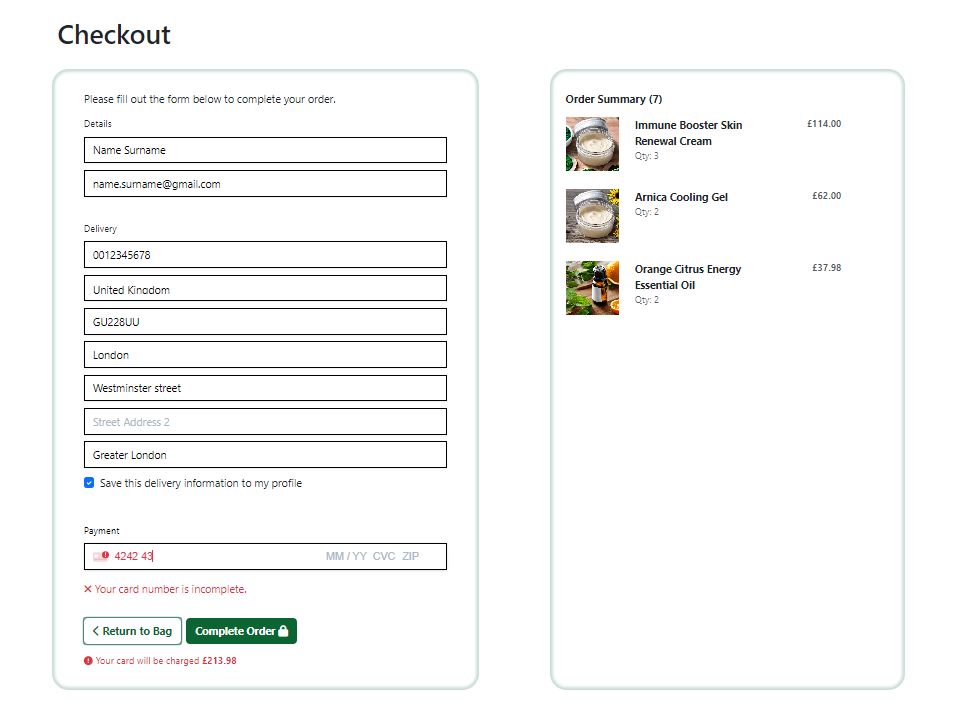 Checkout
Please fill out the form below to complete your order.
Details
Name Surname
name.surname@gmail.com
Delivery
0012345678
United Kingdom
GU228UU
London
Westminster street
Street Address 2
Greater London
Save this delivery information to my profile
Payment
4242 43 MM / YY CVC ZIP
Your card number is incomplete.
Return to Bag Complete Order
Your card will be charged £213.98
Order Summary (7)
Immune Booster Skin £114.00
Renewal Cream
Qty: 3
Arnica Cooling Gel £62.00
Qty: 2
Orange Citrus Energy £37.98
Essential Oil
Qty: 2